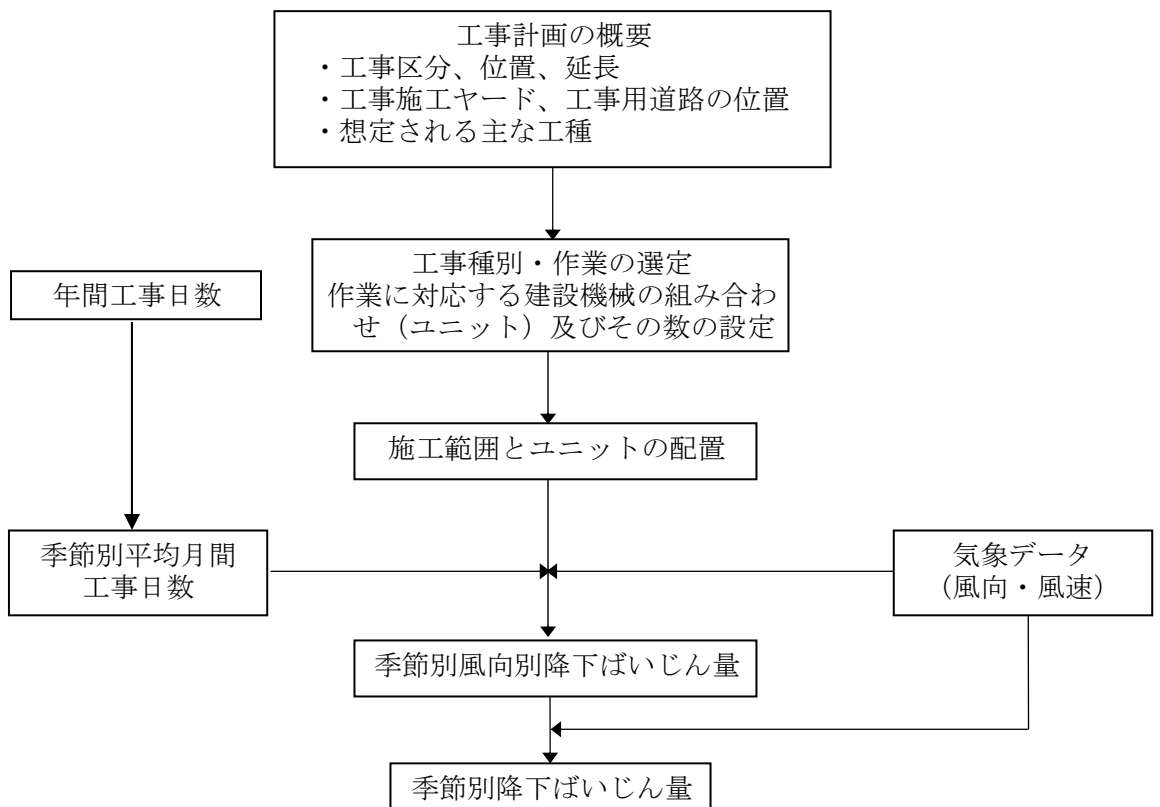 工事計画の概要
・工事区分、位置、延長
・工事施工ヤード、工事用道路の位置
・想定される主な工種
工事種別・作業の選定
作業に対応する建設機械の組み合わ
せ（ユニット）及びその数の設定
年間工事日数
施工範囲とユニットの配置
季節別平均月間
工事日数
気象データ
（風向・風速）
季節別風向別降下ばいじん量
季節別降下ばいじん量